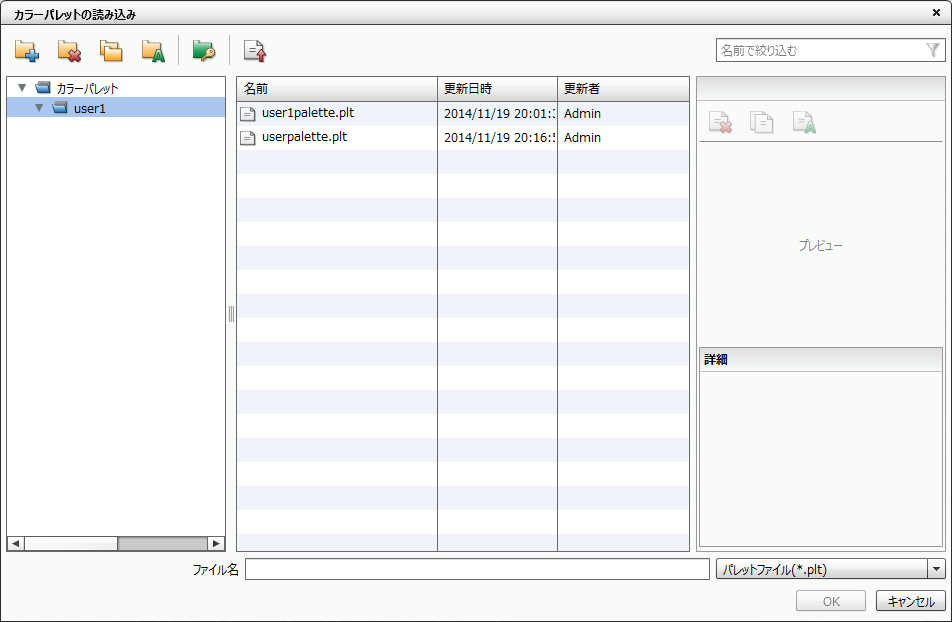 カラーパレットの読み込み
名前で絞り込む
カラーパレット
user1
名前 更新日時 更新者
user1palette.plt 2014/11/19 20:01: Admin
userpalette.plt 2014/11/19 20:16: Admin
プレビュー
詳細
ファイル名 パレットファイル(*.plt)
OK キャンセル